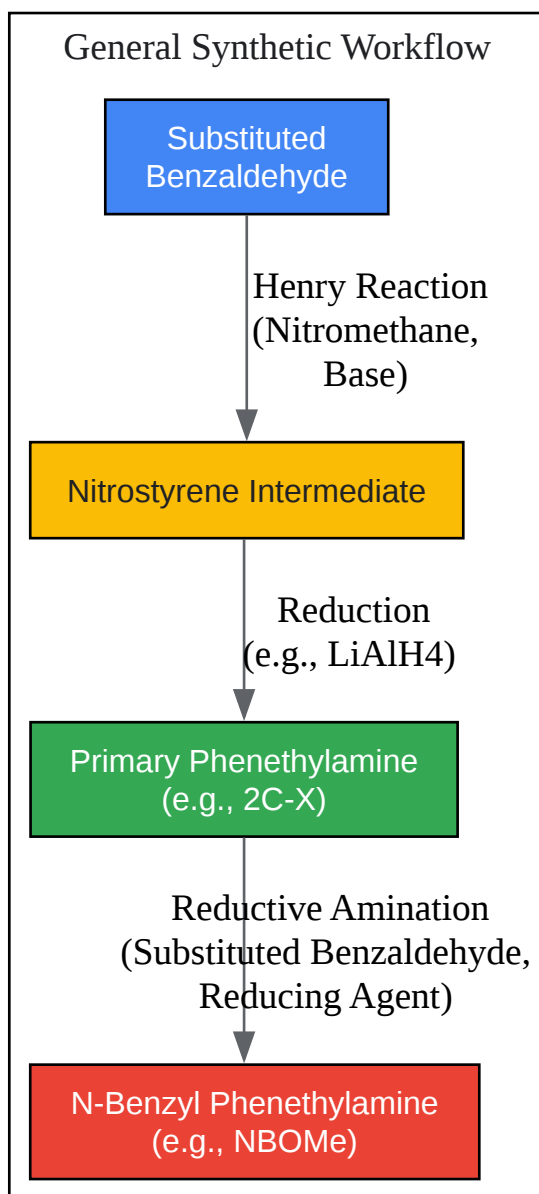 General Synthetic Workflow
Substituted
Benzaldehyde
Henry Reaction
(Nitromethane,
Base)
Nitrostyrene Intermediate
Reduction
(e.g., LiAlH4)
Primary Phenethylamine
(e.g., 2C-X)
Reductive Amination
(Substituted Benzaldehyde,
Reducing Agent)
N-Benzyl Phenethylamine
(e.g., NBOMe)